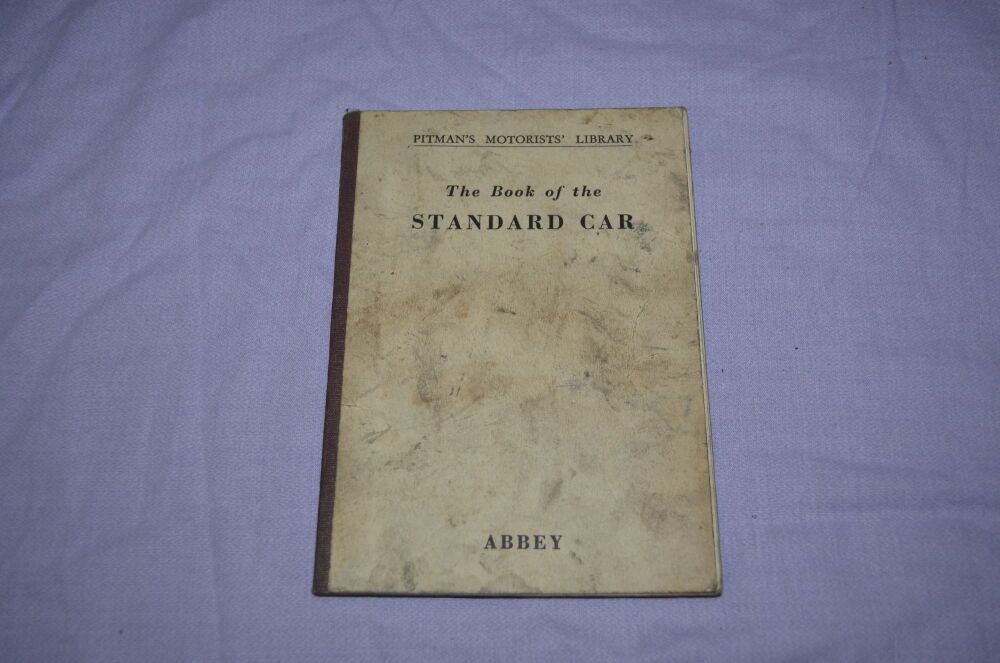 PITMAN'S MOTORISTS' LIBRARY
The Book of the
STANDARD CAR
ABBEY